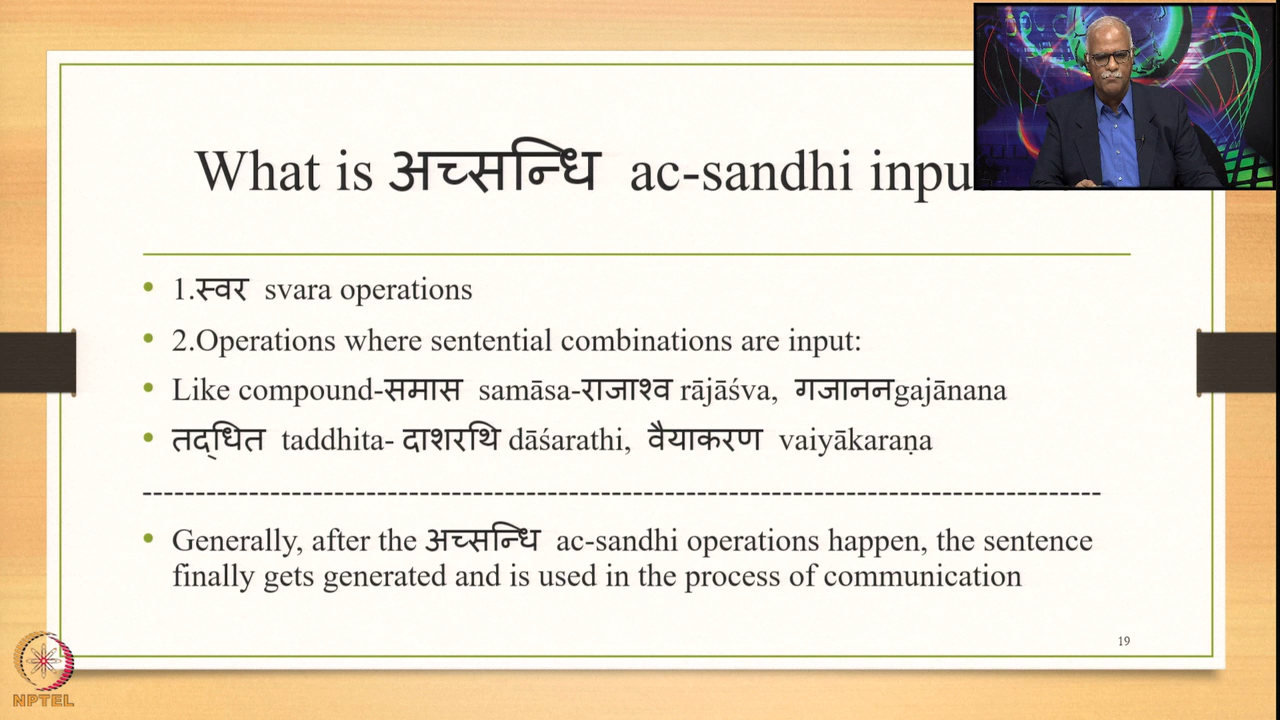 What is अच्सन्धि ac-sandhi inpu
• 1.स्वर svara operations
• 2.Operations where sentential combinations are input:
• Like compound-समास samāsa-राजाश्व rājāśva, गजाननgajānana
• तद्धित taddhita- दाशरथि dāśarathi, वैयाकरण vaiyākaraṇa
-----------------------------------------------------------------------------------------
• Generally, after the अच्सन्धि ac-sandhi operations happen, the sentence
finally gets generated and is used in the process of communication
19
NPTEL